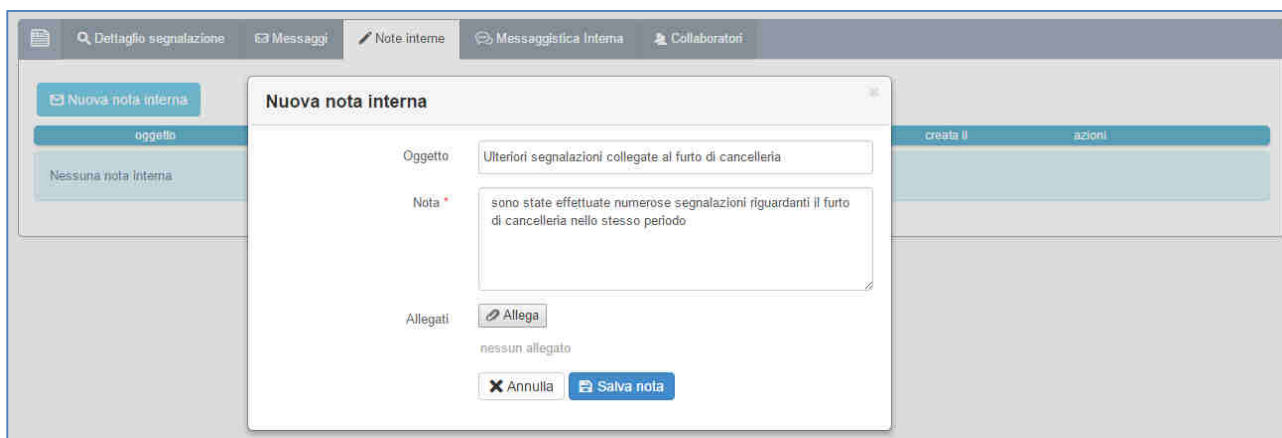 Dettaglio segnalazione Messaggi Note interne Messaggistica Interna Collaboratori
Nuova nota interna
oggetto creata il azioni
Nessuna nota interna
Nuova nota interna
Oggetto Ulteriori segnalazioni collegate al furto di cancelleria
Nota * sono state effettuate numerose segnalazioni riguardanti il furto
di cancelleria nello stesso periodo
Allegati Allega
nessun allegato
Annulla Salva nota